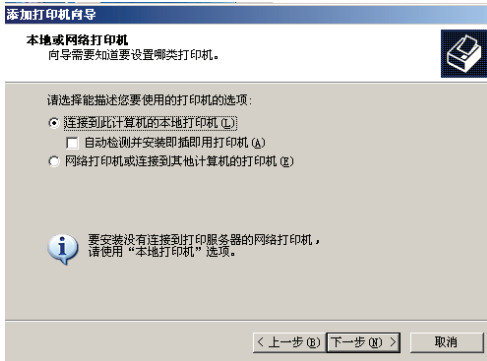 添加打印机向导
本地或网络打印机
向导需要知道要设置哪类打印机。
请选择能描述您要使用的打印机的选项:
连接到此计算机的本地打印机(L)
自动检测并安装即插即用打印机(A)
网络打印机或连接到其他计算机的打印机(E)
要安装没有连接到打印服务器的网络打印机，
请使用“本地打印机”选项。
< 上一步(B) 下一步(N) > 取消